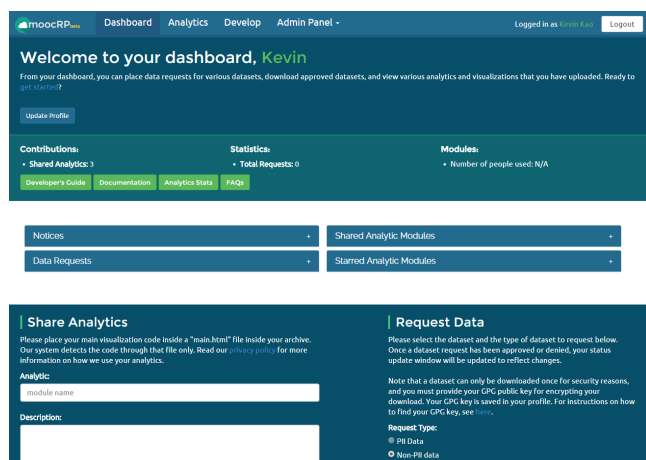 moocRPbeta Dashboard Analytics Develop Admin Panel Logged in as Kevin Kao Logout
Welcome to your dashboard, Kevin
From your dashboard, you can place data requests for various datasets, download approved datasets, and view various analytics and visualizations that you have uploaded. Ready to
get started?
Update Profile
Contributions:
• Shared Analytics: 3
Statistics:
• Total Requests: 0
Modules:
• Number of people used: N/A
Developer's Guide Documentation Analytics Stats FAQs
Notices +
Shared Analytic Modules +
Data Requests +
Starred Analytic Modules +
Share Analytics
Please place your main visualization code inside a "main.html" file inside your archive.
Our system detects the code through that file only. Read our privacy policy for more
information on how we use your analytics.
Analytic:
module name
Description:
Request Data
Please select the dataset and the type of dataset to request below.
Once a dataset request has been approved or denied, your status
update window will be updated to reflect changes.
Note that a dataset can only be downloaded once for security reasons,
and you must provide your GPG public key for encrypting your
download. Your GPG key is saved in your profile. For instructions on how
to find your GPG key, see here.
Request Type:
PII Data
Non-PII data